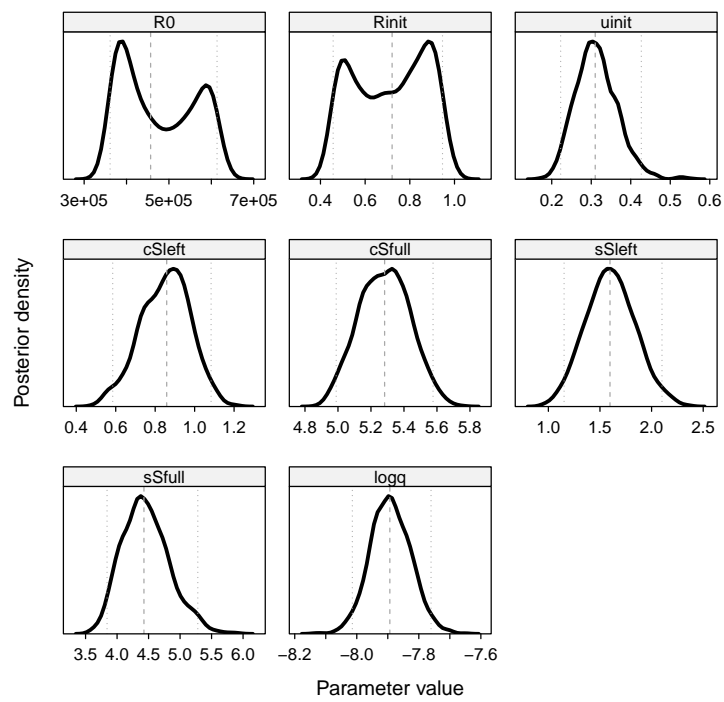 R0
Rinit
uinit
3e+05 5e+05 7e+05
0.4 0.6 0.8 1.0
0.2 0.3 0.4 0.5 0.6
cSleft
cSfull
sSleft
0.4 0.6 0.8 1.0 1.2
4.8 5.0 5.2 5.4 5.6 5.8
1.0 1.5 2.0 2.5
sSfull
logq
3.5 4.0 4.5 5.0 5.5 6.0
−8.2 −8.0 −7.8 −7.6
Posterior density
Parameter value